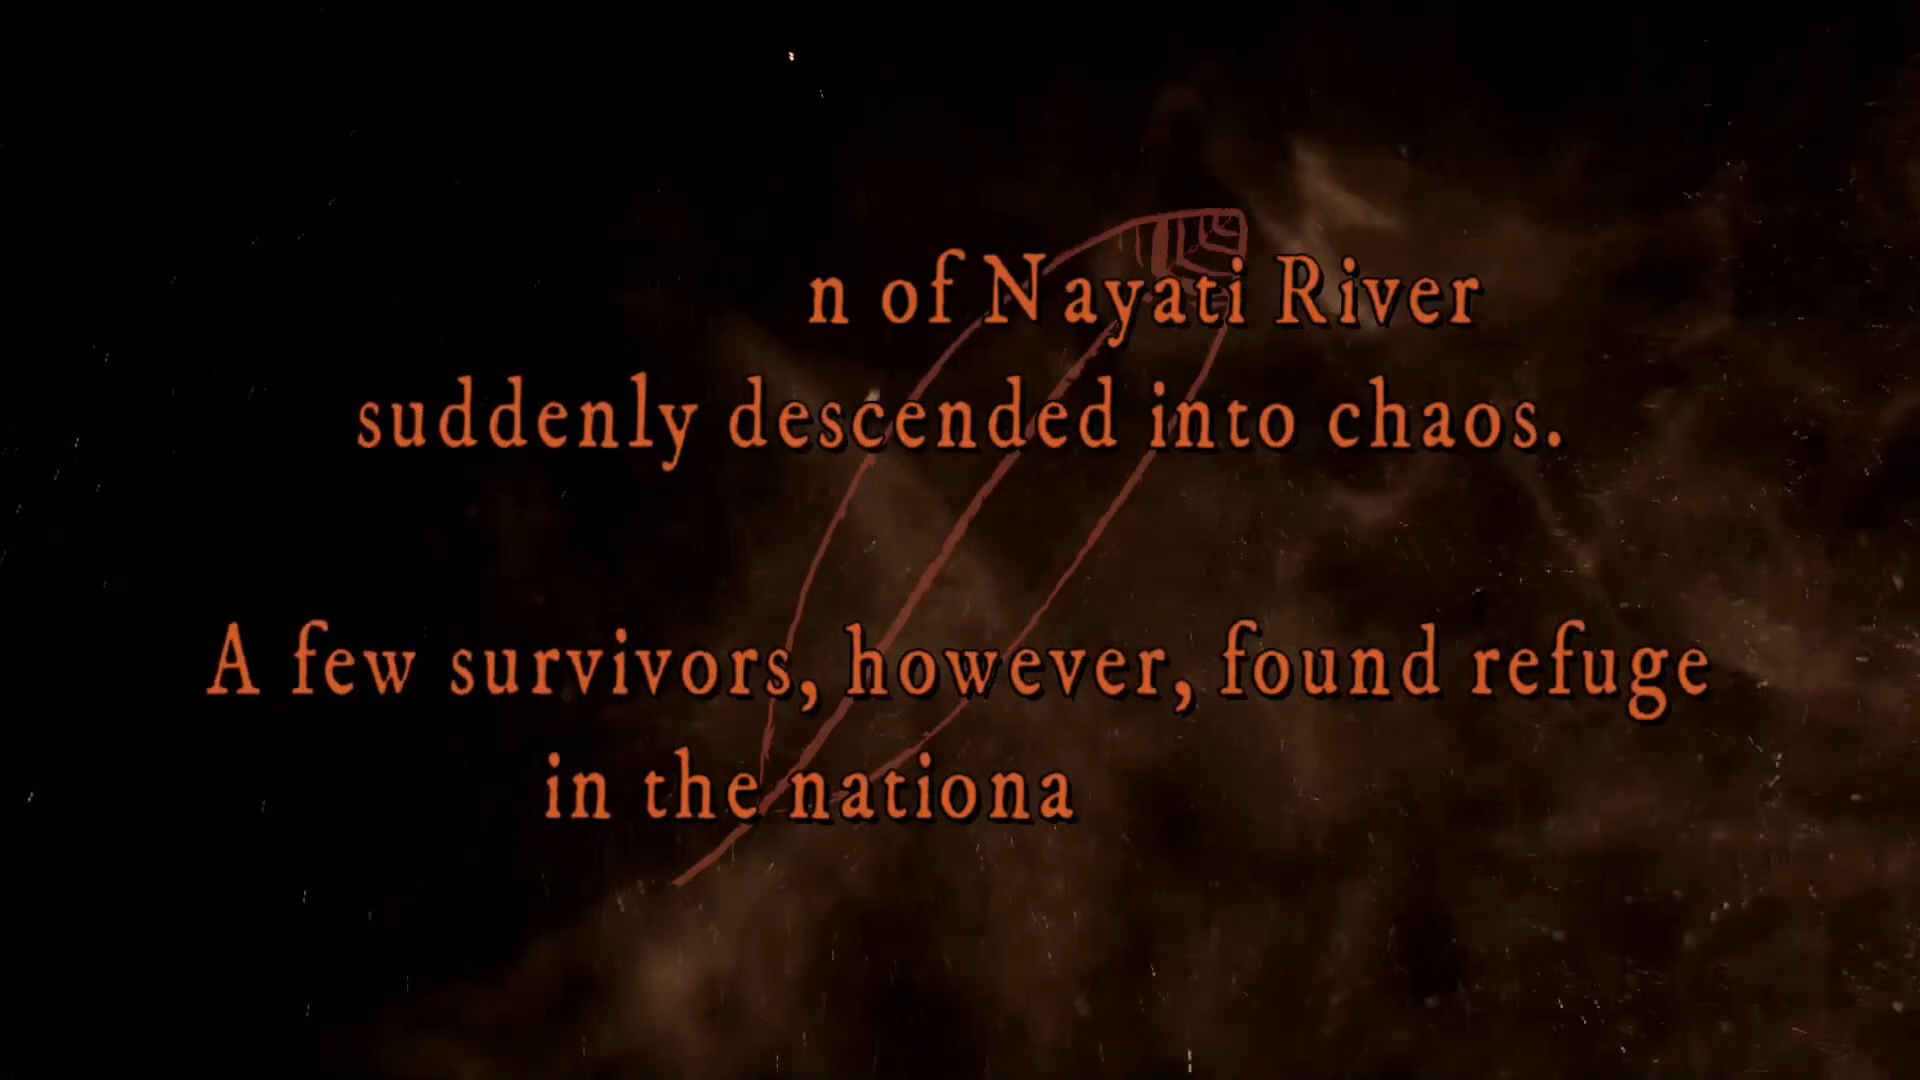 n of Nayati River
suddenly descended into chaos.
A few survivors, however, found refuge
in the nationa